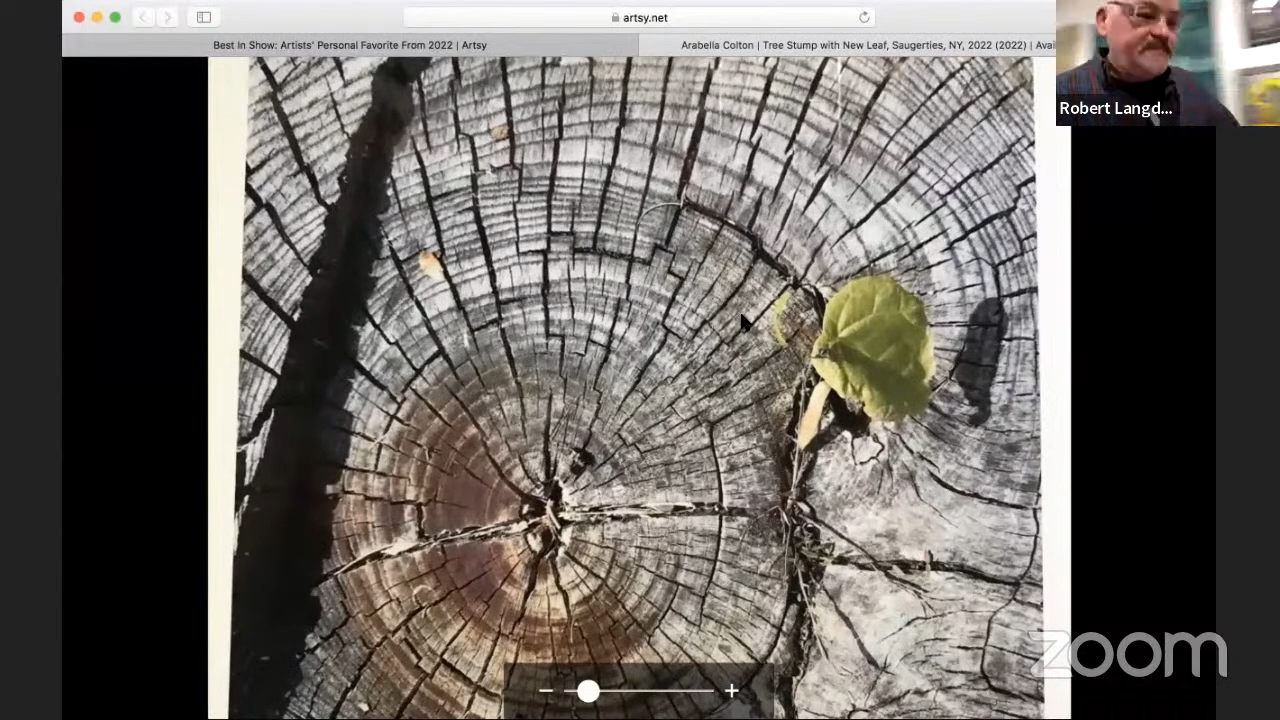 artsy.net
Best In Show: Artists' Personal Favorite From 2022 | Artsy
Arabella Colton | Tree Stump with New Leaf, Saugerties, NY, 2022 (2022) | Avai
Robert Langd...
zoom